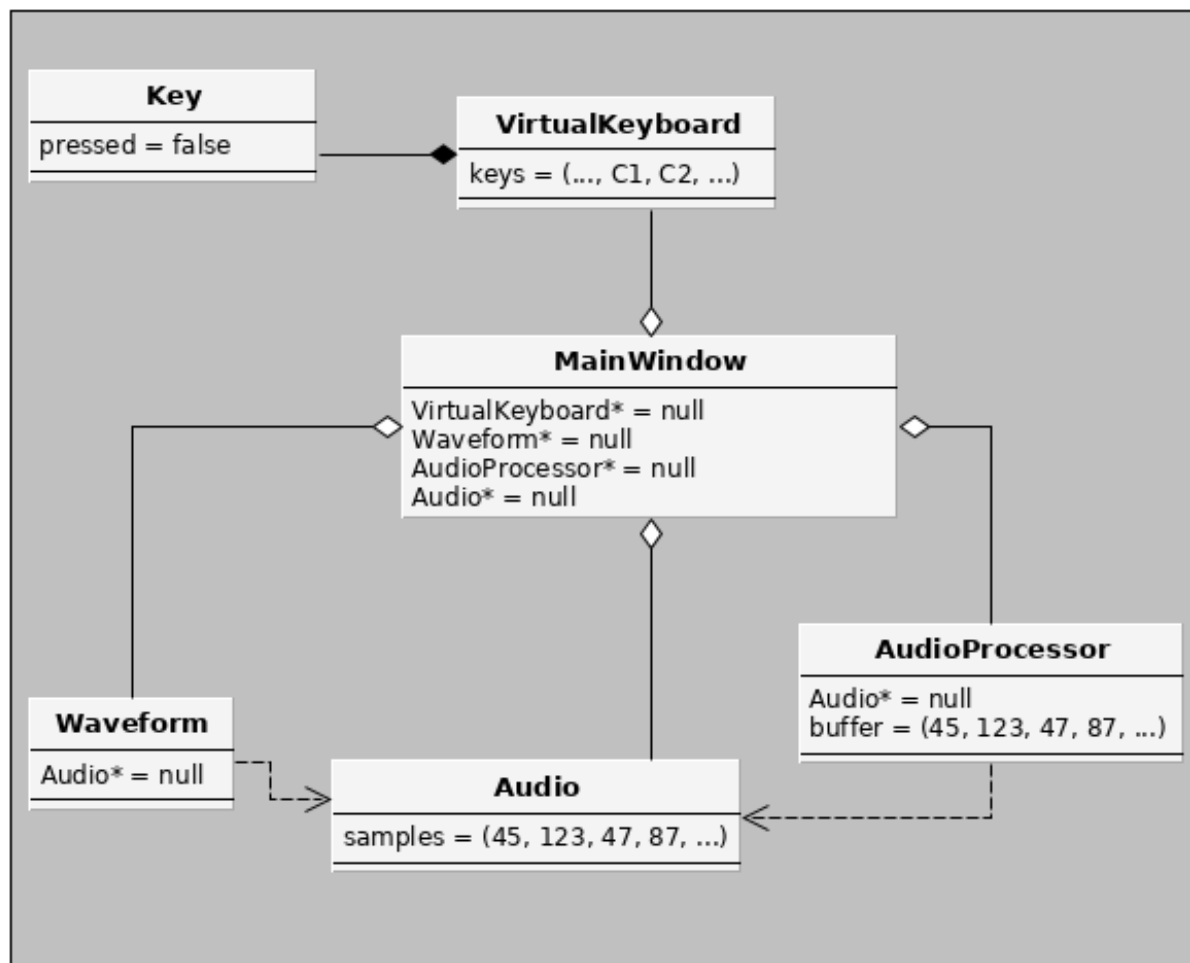 Key
pressed = false
VirtualKeyboard
keys = (..., C1, C2, ...)
MainWindow
VirtualKeyboard* = null
Waveform* = null
AudioProcessor* = null
Audio* = null
AudioProcessor
Audio* = null
buffer = (45, 123, 47, 87, ...)
Waveform
Audio* = null
Audio
samples = (45, 123, 47, 87, ...)